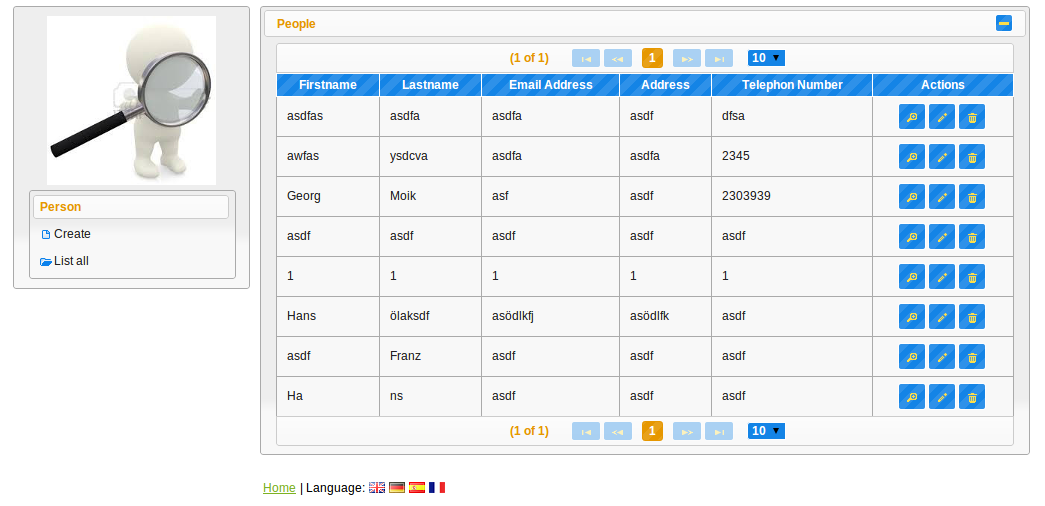 Person
Create
List all
People
(1 of 1) 1 10
Firstname Lastname Email Address Address Telephon Number Actions
asdfas asdfa asdfa asdf dfsa
awfas ysdcva asdfa asdfa 2345
Georg Moik asf asdf 2303939
asdf asdf asdf asdf asdf
1 1 1 1 1
Hans ölaksdf asödlkfj asödlfk asdf
asdf Franz asdf asdf asdf
Ha ns asdf asdf asdf
(1 of 1) 1 10
Home | Language: